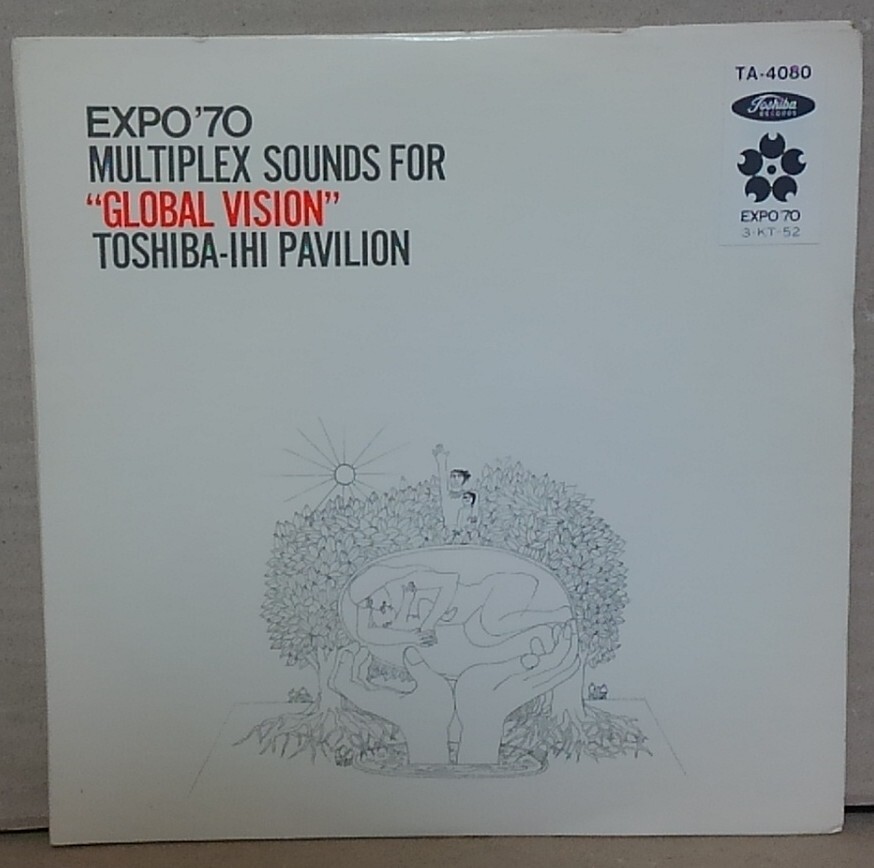 EXPO'70
MULTIPLEX SOUNDS FOR
“GLOBAL VISION”
TOSHIBA-IHI PAVILION
TA-4080
Toshiba
RECORDS
EXPO'70
3-KT-52